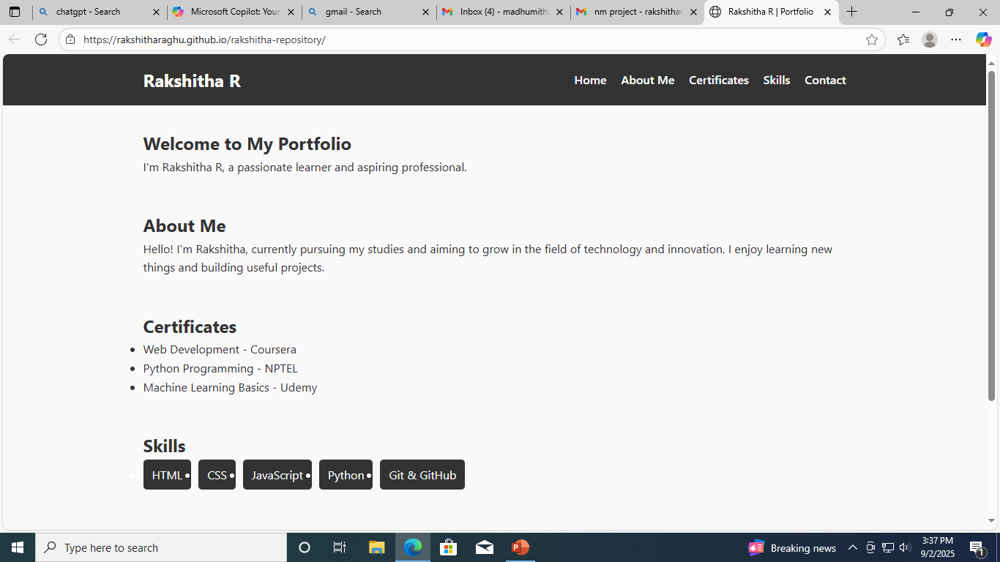 chatgpt - Search
Microsoft Copilot: Your
gmail - Search
Inbox (4) - madhumith
nm project - rakshithar
Rakshitha R | Portfolio
https://rakshitharaghu.github.io/rakshitha-repository/
Rakshitha R
Home About Me Certificates Skills Contact
Welcome to My Portfolio
I'm Rakshitha R, a passionate learner and aspiring professional.
About Me
Hello! I'm Rakshitha, currently pursuing my studies and aiming to grow in the field of technology and innovation. I enjoy learning new
things and building useful projects.
Certificates
• Web Development - Coursera
• Python Programming - NPTEL
• Machine Learning Basics - Udemy
Skills
HTML • CSS • JavaScript • Python • Git & GitHub
Type here to search
Breaking news
3:37 PM
9/2/2025
1